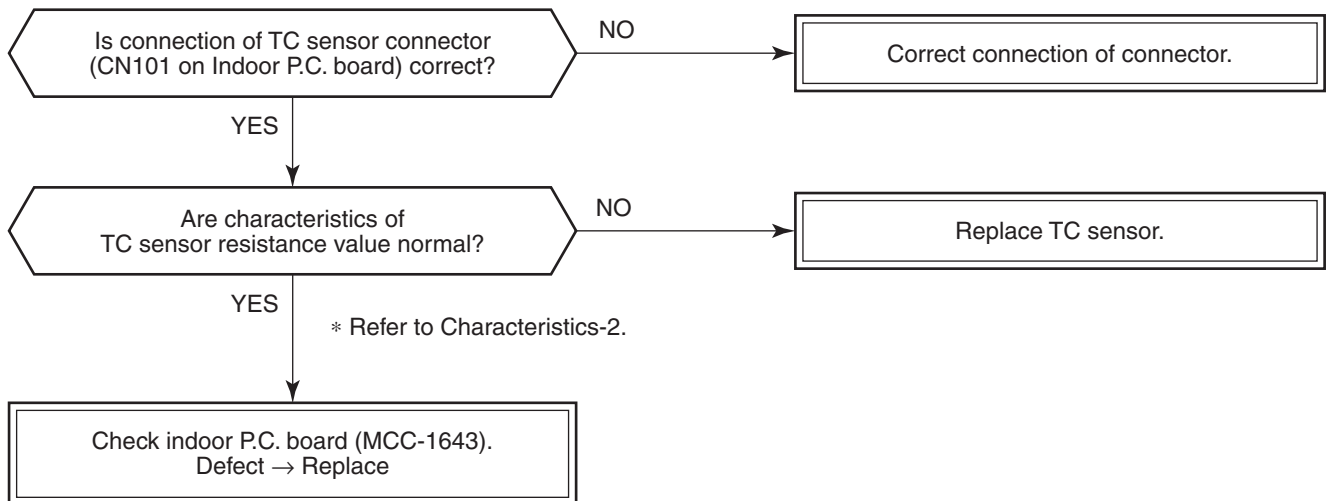 Is connection of TC sensor connector
(CN101 on Indoor P.C. board) correct?
NO
Correct connection of connector.
YES
Are characteristics of
TC sensor resistance value normal?
NO
Replace TC sensor.
YES
* Refer to Characteristics-2.
Check indoor P.C. board (MCC-1643).
Defect → Replace